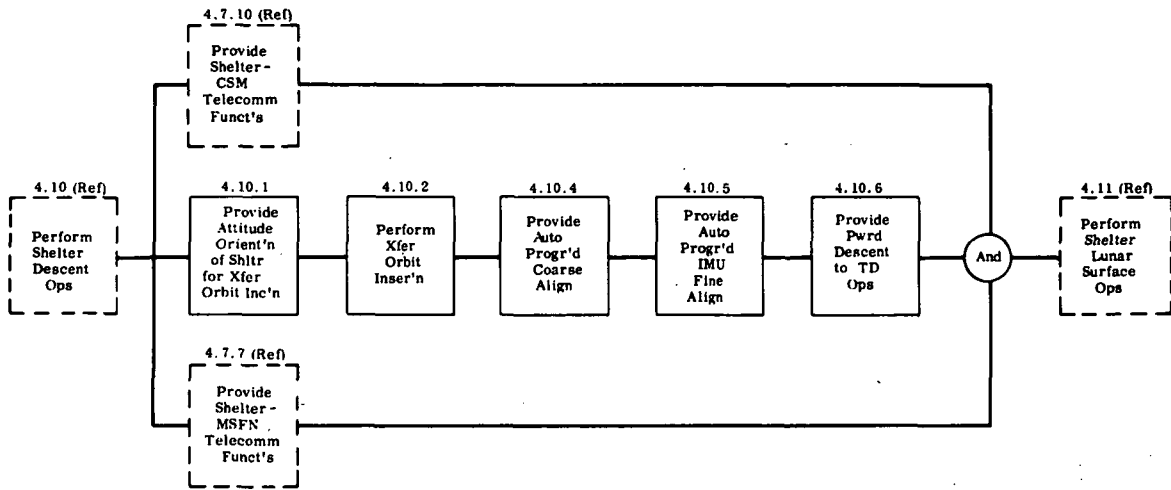 4.7.10 (Ref)
Provide
Shelter-
CSM
Telecomm
Funct's
4.10 (Ref)
Perform
Shelter
Descent
Ops
4.10.1
Provide
Attitude
Orient'n
of Shltr
for Xfer
Orbit Inc'n
4.10.2
Perform
Xfer
Orbit
Inser'n
4.10.4
Provide
Auto
Progr'd
Coarse
Align
4.10.5
Provide
Auto
Progr'd
IMU
Fine
Align
4.10.6
Provide
Pwrd
Descent
to TD
Ops
And
4.11 (Ref)
Perform
Shelter
Lunar
Surface
Ops
4.7.7 (Ref)
Provide
Shelter-
MSFN
Telecomm
Funct's